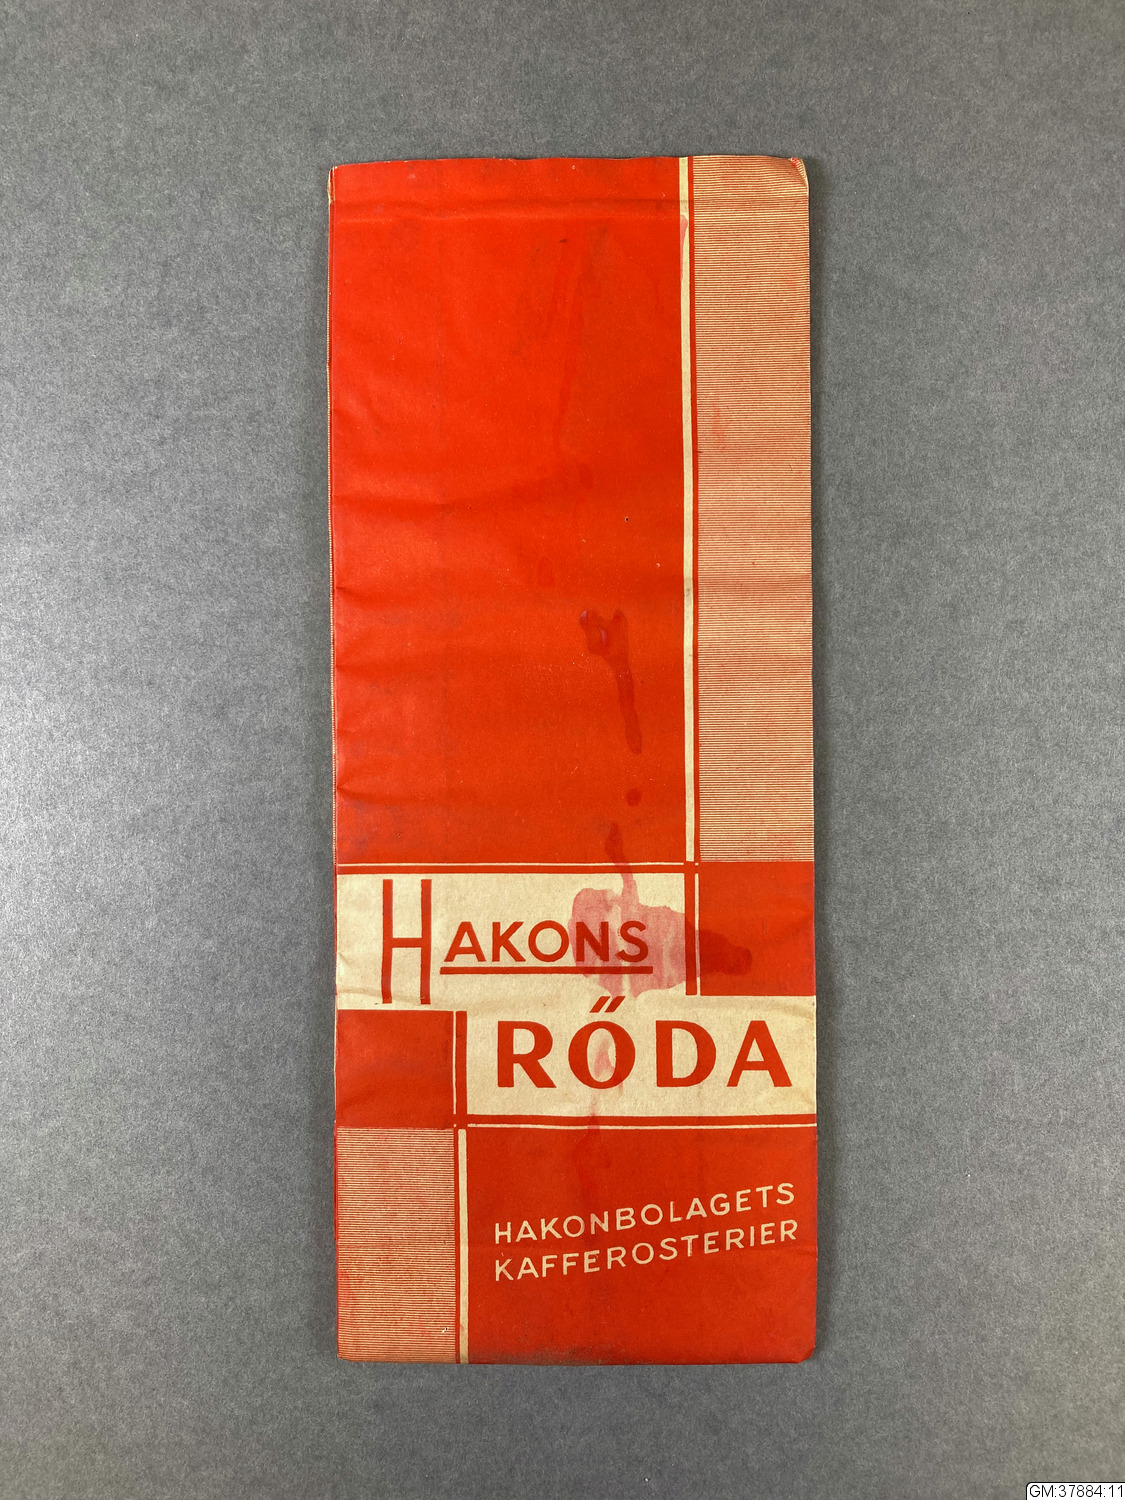 HAKONS
RŐDA
HAKONBOLAGETS
KAFFEROSTERIER
GM:37884:11